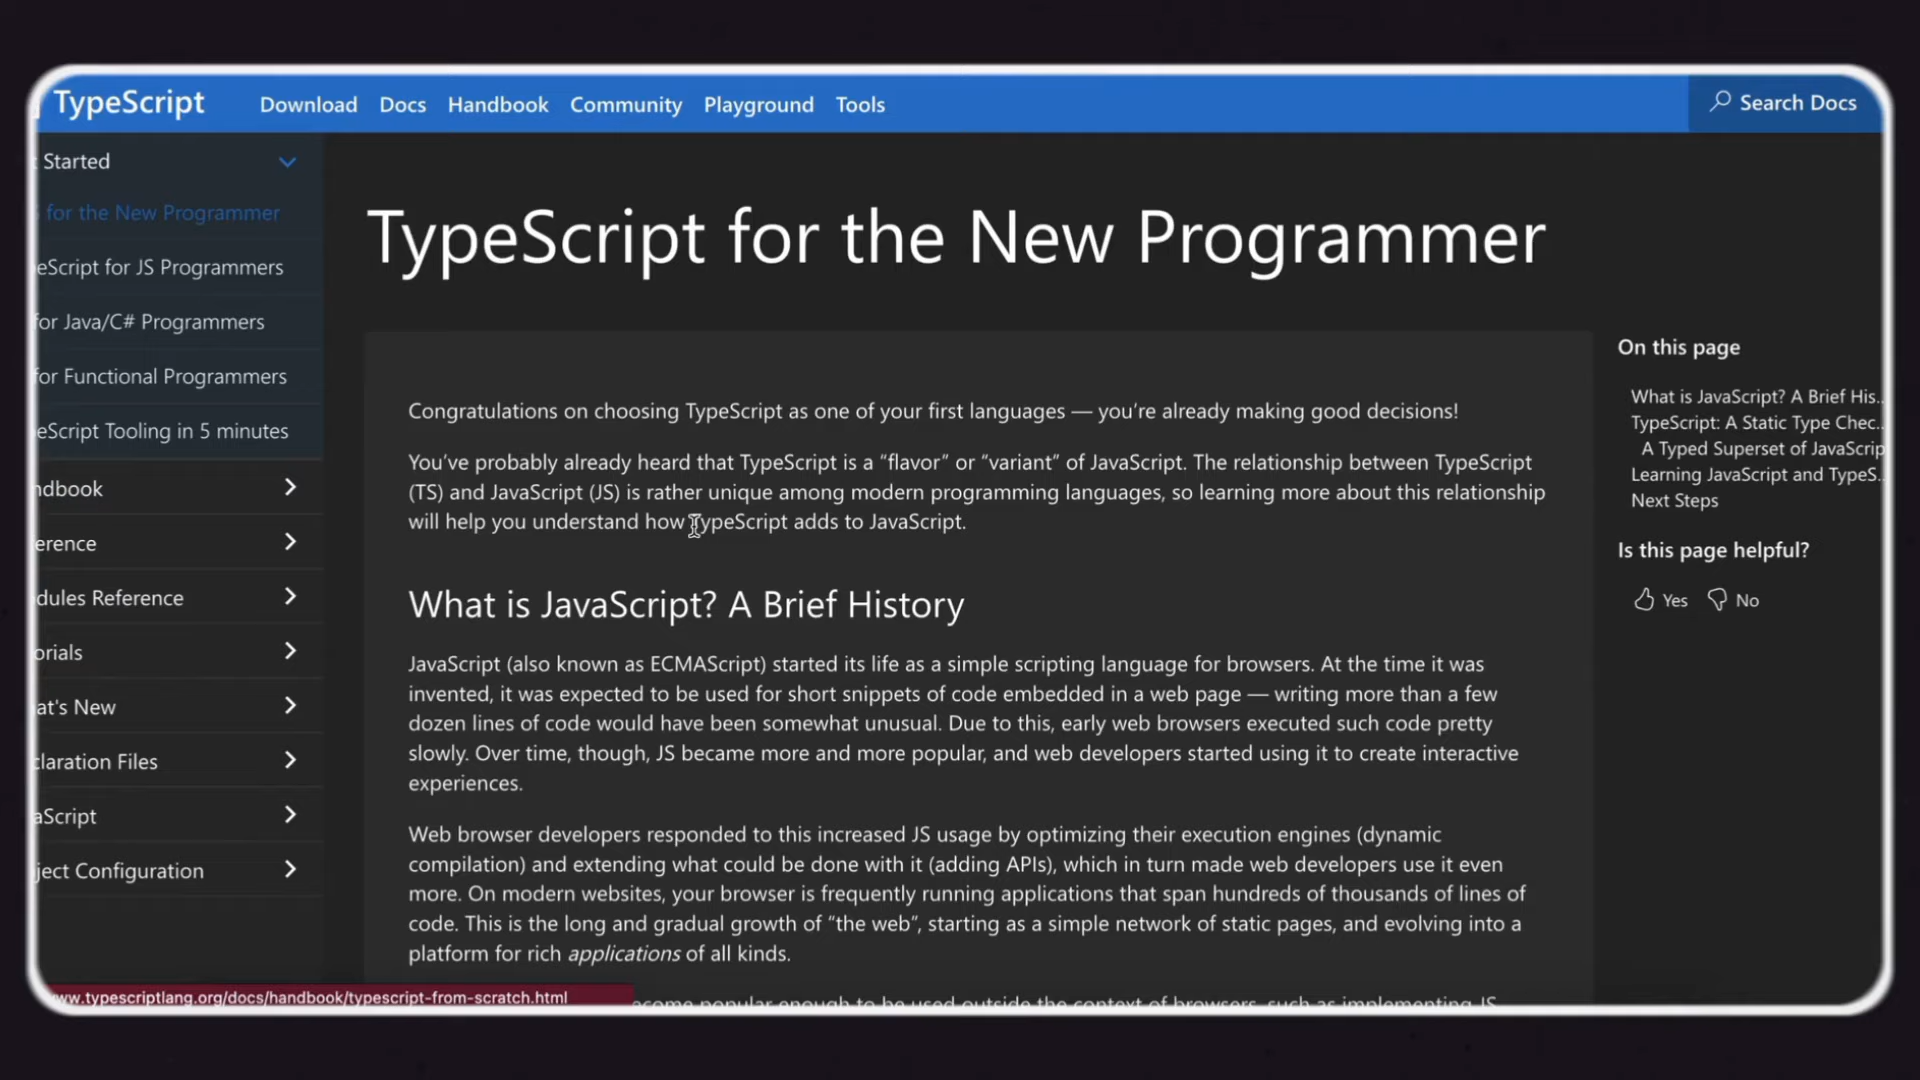 TypeScript Download Docs Handbook Community Playground Tools Search Docs
Started
for the New Programmer
eScript for JS Programmers
for Java/C# Programmers
for Functional Programmers
eScript Tooling in 5 minutes
ndbook
erence
dules Reference
orials
at's New
claration Files
aScript
ject Configuration
TypeScript for the New Programmer
Congratulations on choosing TypeScript as one of your first languages — you’re already making good decisions!
You’ve probably already heard that TypeScript is a “flavor” or “variant” of JavaScript. The relationship between TypeScript
(TS) and JavaScript (JS) is rather unique among modern programming languages, so learning more about this relationship
will help you understand how TypeScript adds to JavaScript.
What is JavaScript? A Brief History
JavaScript (also known as ECMAScript) started its life as a simple scripting language for browsers. At the time it was
invented, it was expected to be used for short snippets of code embedded in a web page — writing more than a few
dozen lines of code would have been somewhat unusual. Due to this, early web browsers executed such code pretty
slowly. Over time, though, JS became more and more popular, and web developers started using it to create interactive
experiences.
Web browser developers responded to this increased JS usage by optimizing their execution engines (dynamic
compilation) and extending what could be done with it (adding APIs), which in turn made web developers use it even
more. On modern websites, your browser is frequently running applications that span hundreds of thousands of lines of
code. This is the long and gradual growth of “the web”, starting as a simple network of static pages, and evolving into a
platform for rich applications of all kinds.
ecome popular enough to be used outside the context of browsers, such as implementing JS
On this page
What is JavaScript? A Brief His...
TypeScript: A Static Type Chec...
A Typed Superset of JavaScrip
Learning JavaScript and TypeS...
Next Steps
Is this page helpful?
Yes No
ww.typescriptlang.org/docs/handbook/typescript-from-scratch.html